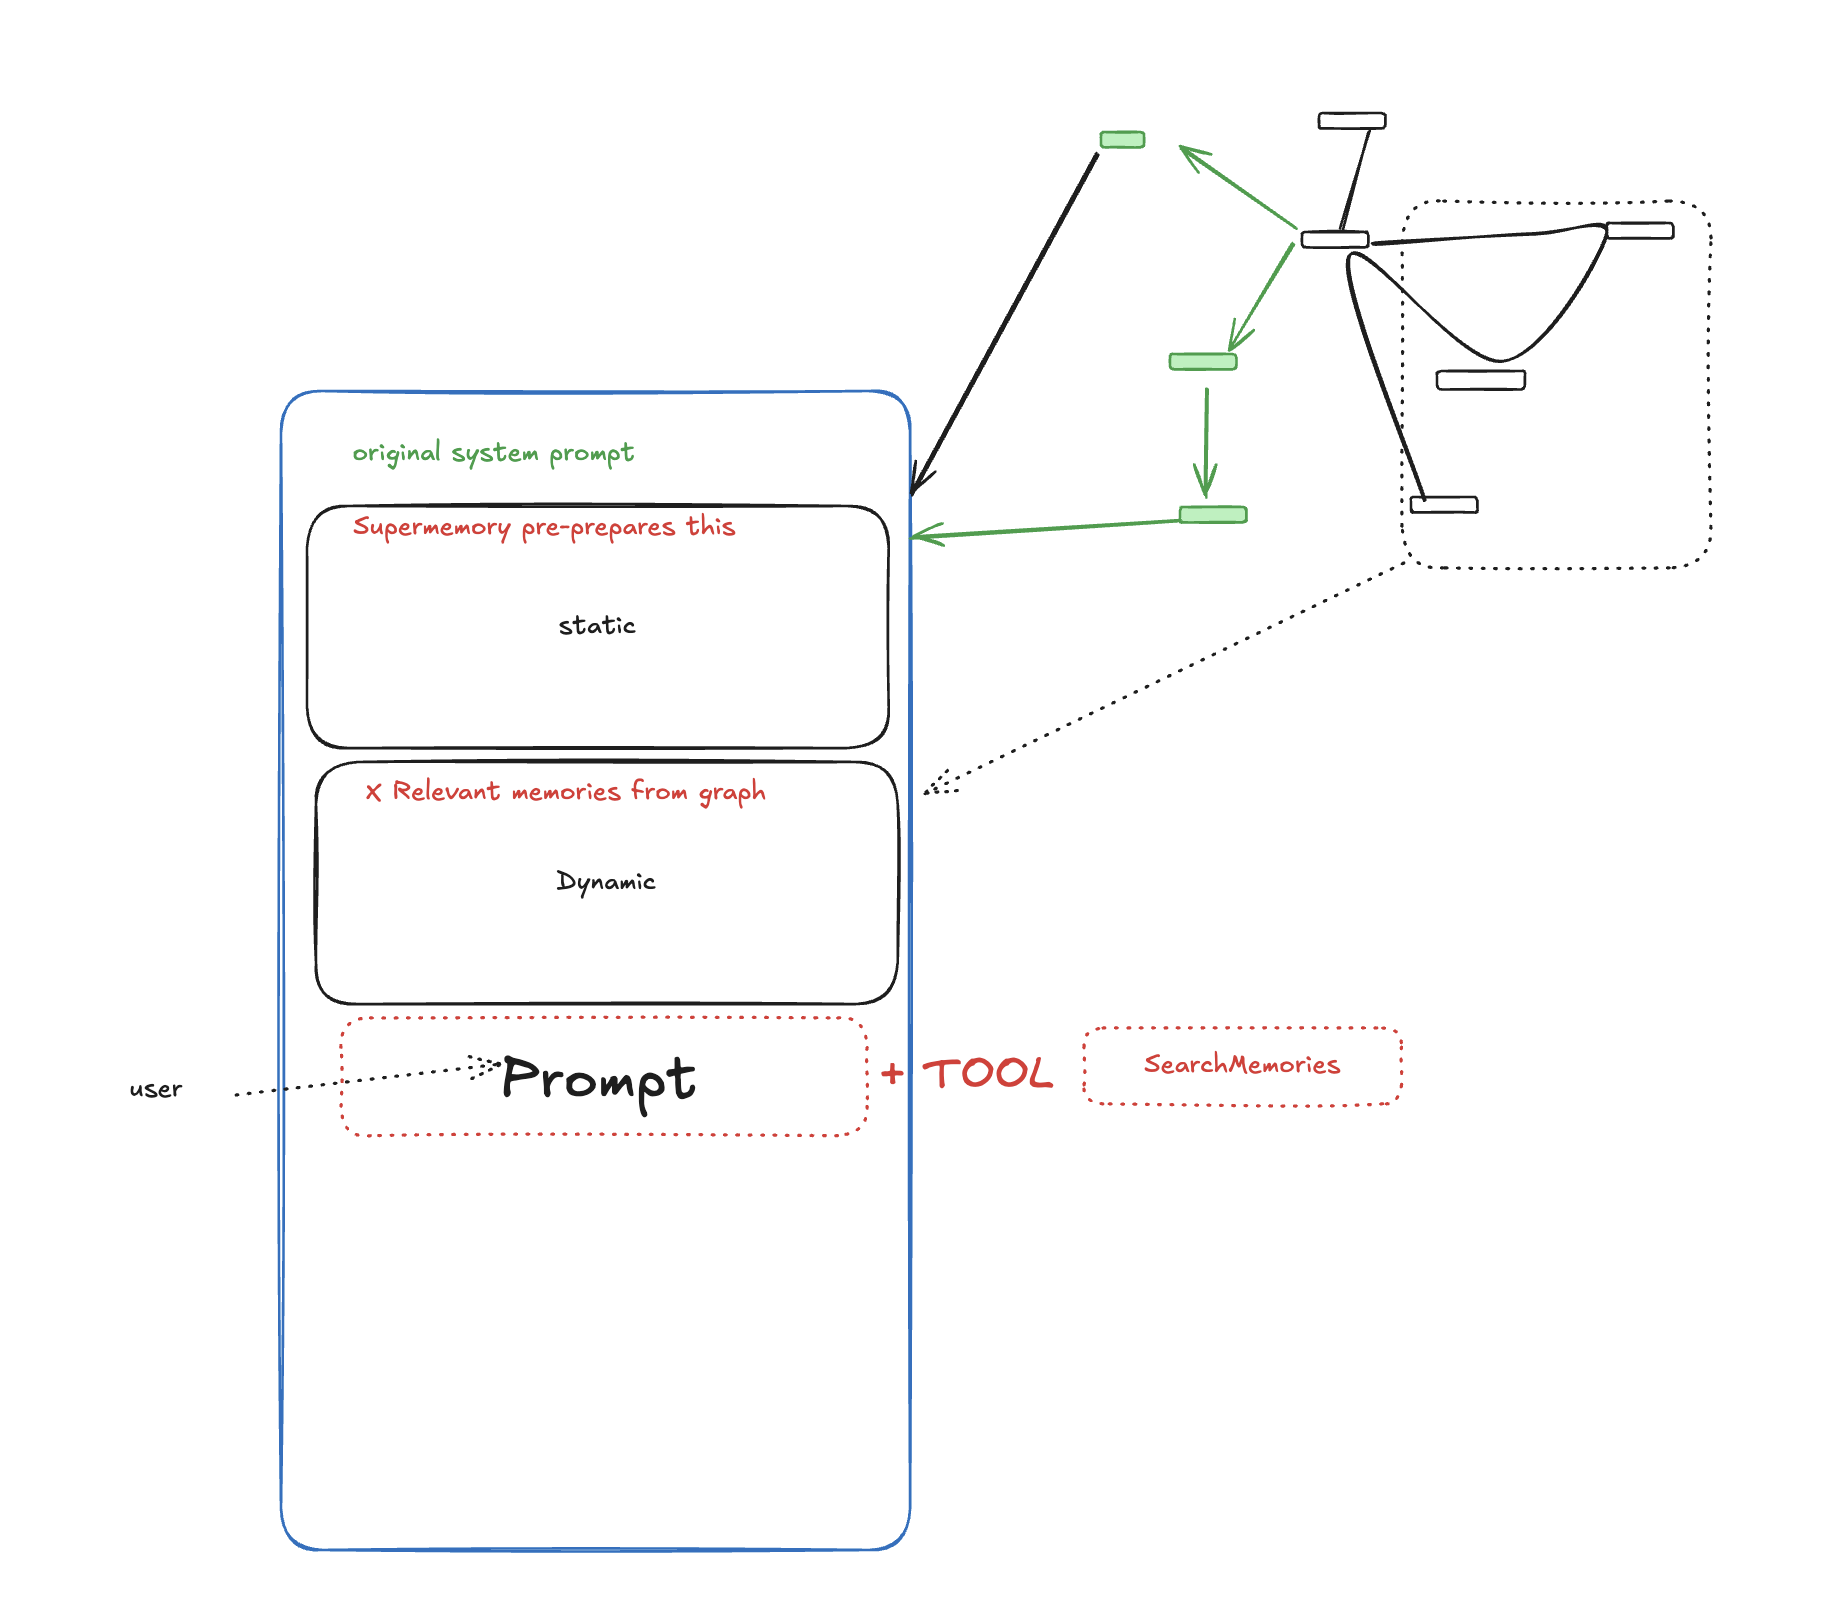 original system prompt
Supermemory pre-prepares this
static
X Relevant memories from graph
Dynamic
user
Prompt
+ TOOL
SearchMemories